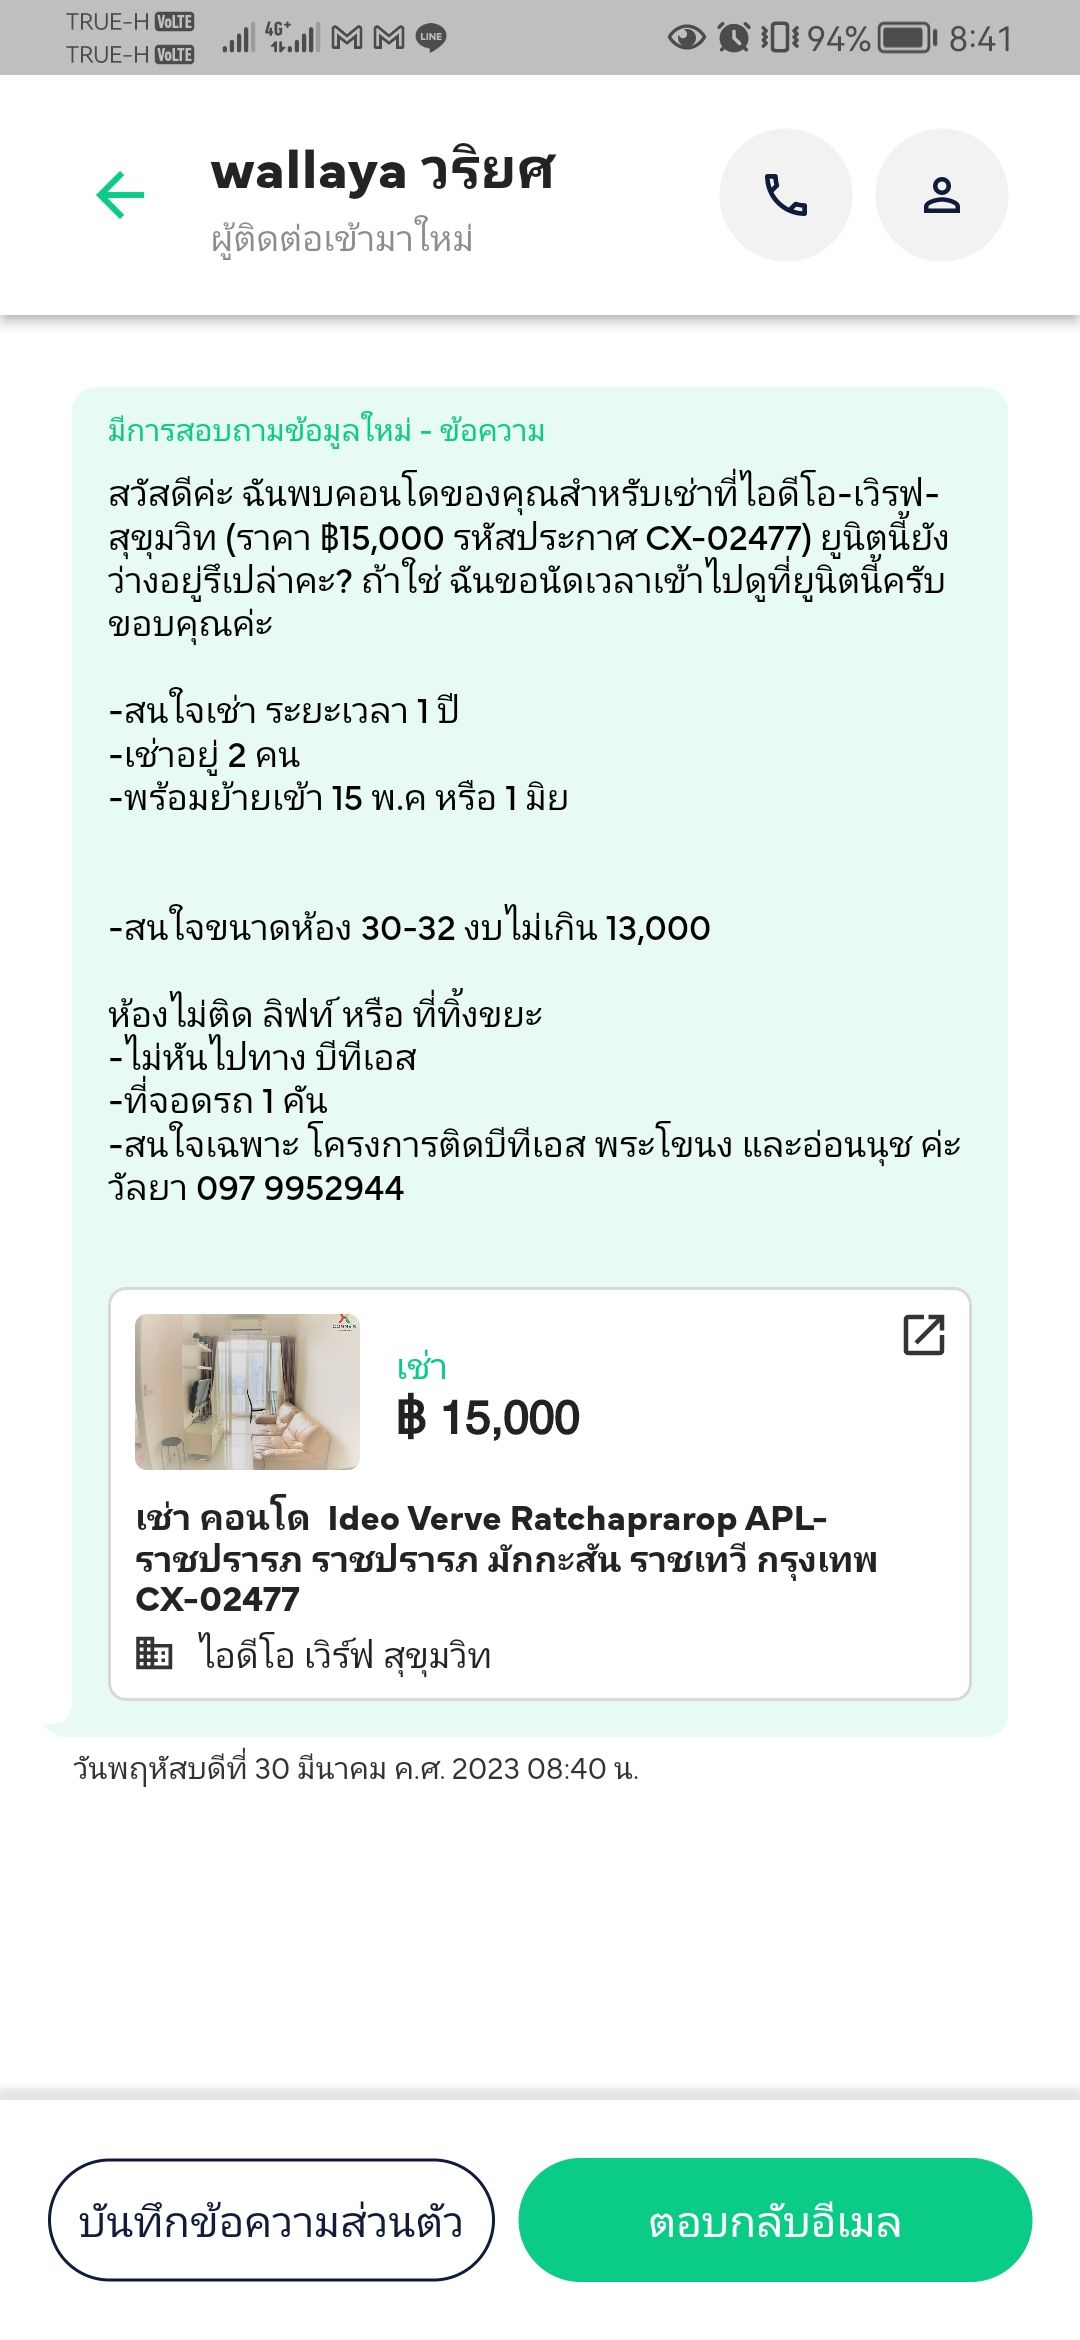 TRUE-H VoLTE
TRUE-H VoLTE
4G+
LINE
94%
8:41
wallaya วริยศ
ผู้ติดต่อเข้ามาใหม่
มีการสอบถามข้อมูลใหม่ - ข้อความ
สวัสดีค่ะ ฉันพบคอนโดของคุณสำหรับเช่าที่ไอดีโอ-เวิรฟ-
สุขุมวิท (ราคา ฿15,000 รหัสประกาศ CX-02477) ยูนิตนี้ยัง
ว่างอยู่รึเปล่าคะ? ถ้าใช่ ฉันขอนัดเวลาเข้าไปดูที่ยูนิตนี้ครับ
ขอบคุณค่ะ
-สนใจเช่า ระยะเวลา 1 ปี
-เช่าอยู่ 2 คน
-พร้อมย้ายเข้า 15 พ.ค หรือ 1 มิย
-สนใจขนาดห้อง 30-32 งบไม่เกิน 13,000
ห้องไม่ติด ลิฟท์ หรือ ที่ทิ้งขยะ
-ไม่หันไปทาง บีทีเอส
-ที่จอดรถ 1 คัน
-สนใจเฉพาะ โครงการติดบีทีเอส พระโขนง และอ่อนนุช ค่ะ
วัลยา 097 9952944
เช่า
฿ 15,000
เช่า คอนโด Ideo Verve Ratchaprarop APL-
ราชปรารภ ราชปรารภ มักกะสัน ราชเทวี กรุงเทพ
CX-02477
ไอดีโอ เวิร์ฟ สุขุมวิท
วันพฤหัสบดีที่ 30 มีนาคม ค.ศ. 2023 08:40 น.
บันทึกข้อความส่วนตัว
ตอบกลับอีเมล